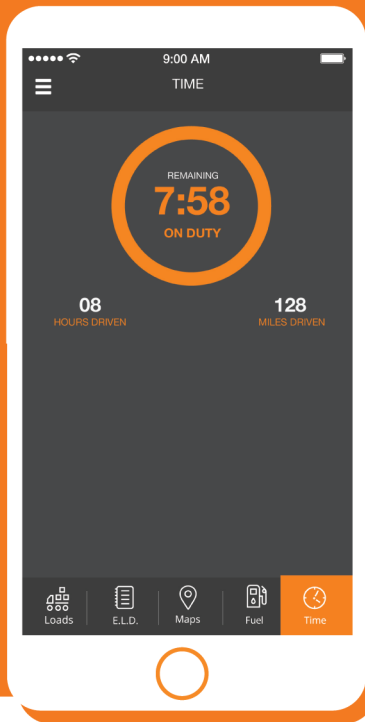 9:00 AM
TIME
REMAINING
7:58
ON DUTY
08
HOURS DRIVEN
128
MILES DRIVEN
Loads
E.L.D.
Maps
Fuel
Time